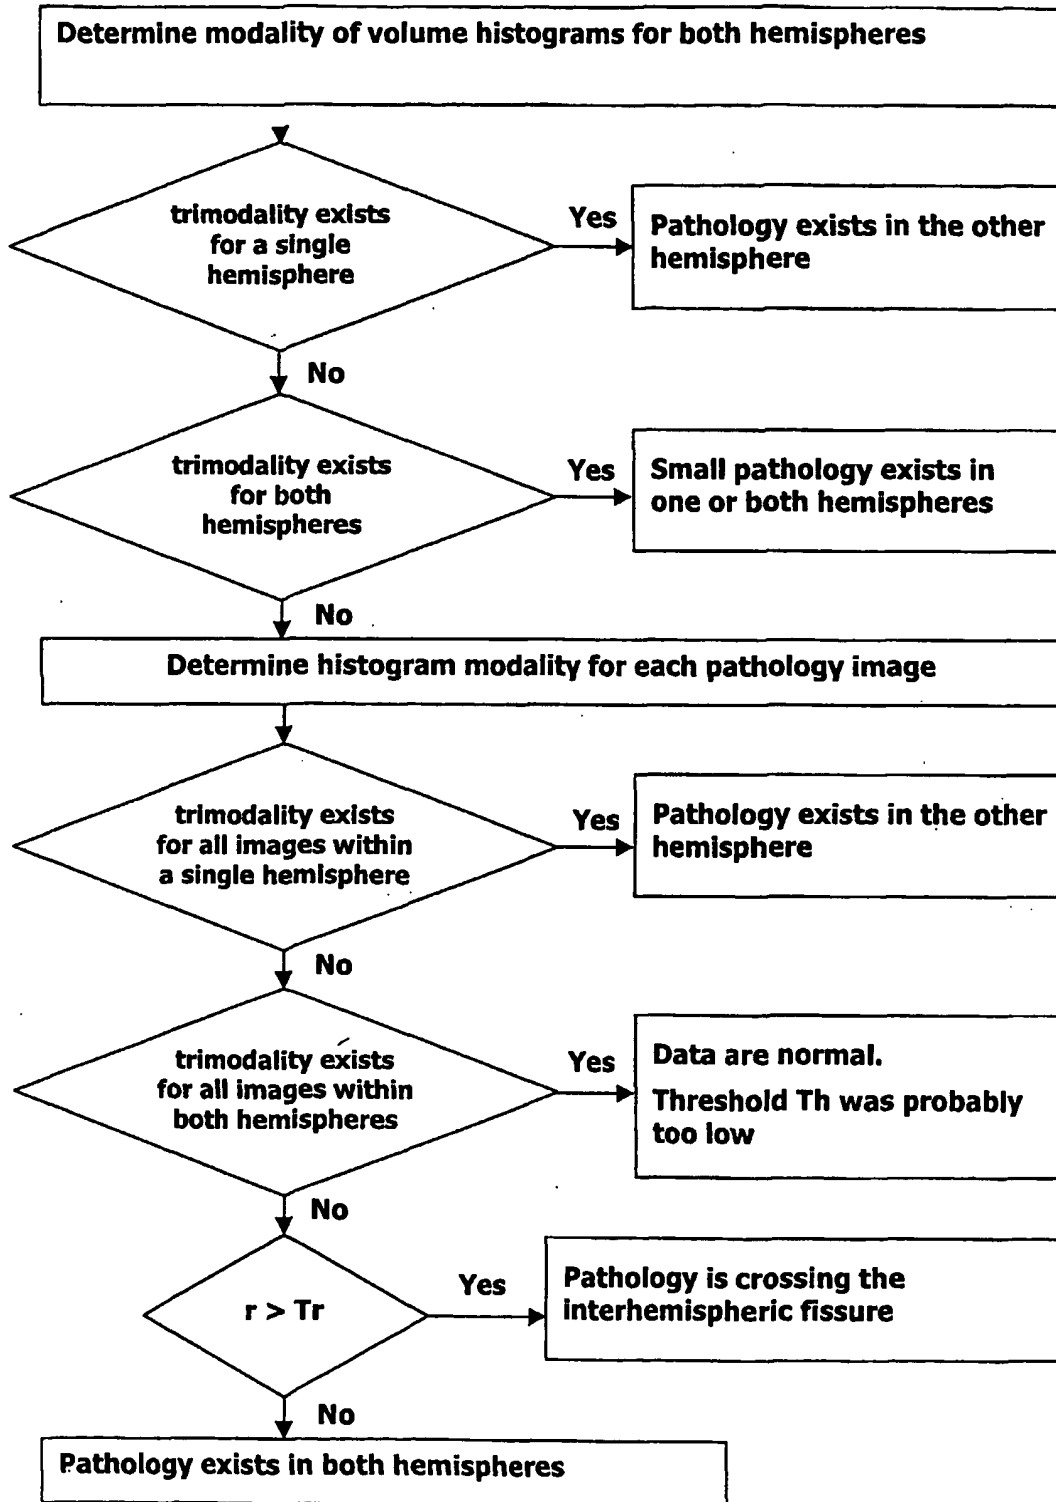 Determine modality of volume histograms for both hemispheres
trimodality exists
for a single
hemisphere
Yes
Pathology exists in the other
hemisphere
No
trimodality exists
for both
hemispheres
Yes
Small pathology exists in
one or both hemispheres
No
Determine histogram modality for each pathology image
trimodality exists
for all images within
a single hemisphere
Yes
Pathology exists in the other
hemisphere
No
trimodality exists
for all images within
both hemispheres
Yes
Data are normal.
Threshold Th was probably
too low
No
r > Tr
Yes
Pathology is crossing the
interhemispheric fissure
No
Pathology exists in both hemispheres